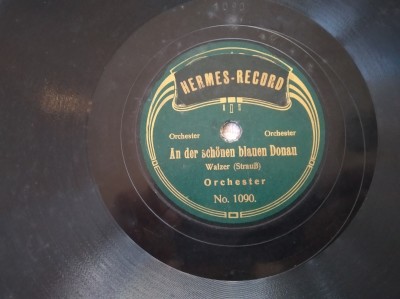 HERMES-RECORD
Orchester Orchester
An der schönen blauen Donau
Walzer (Strauß)
Orchester
No. 1090.